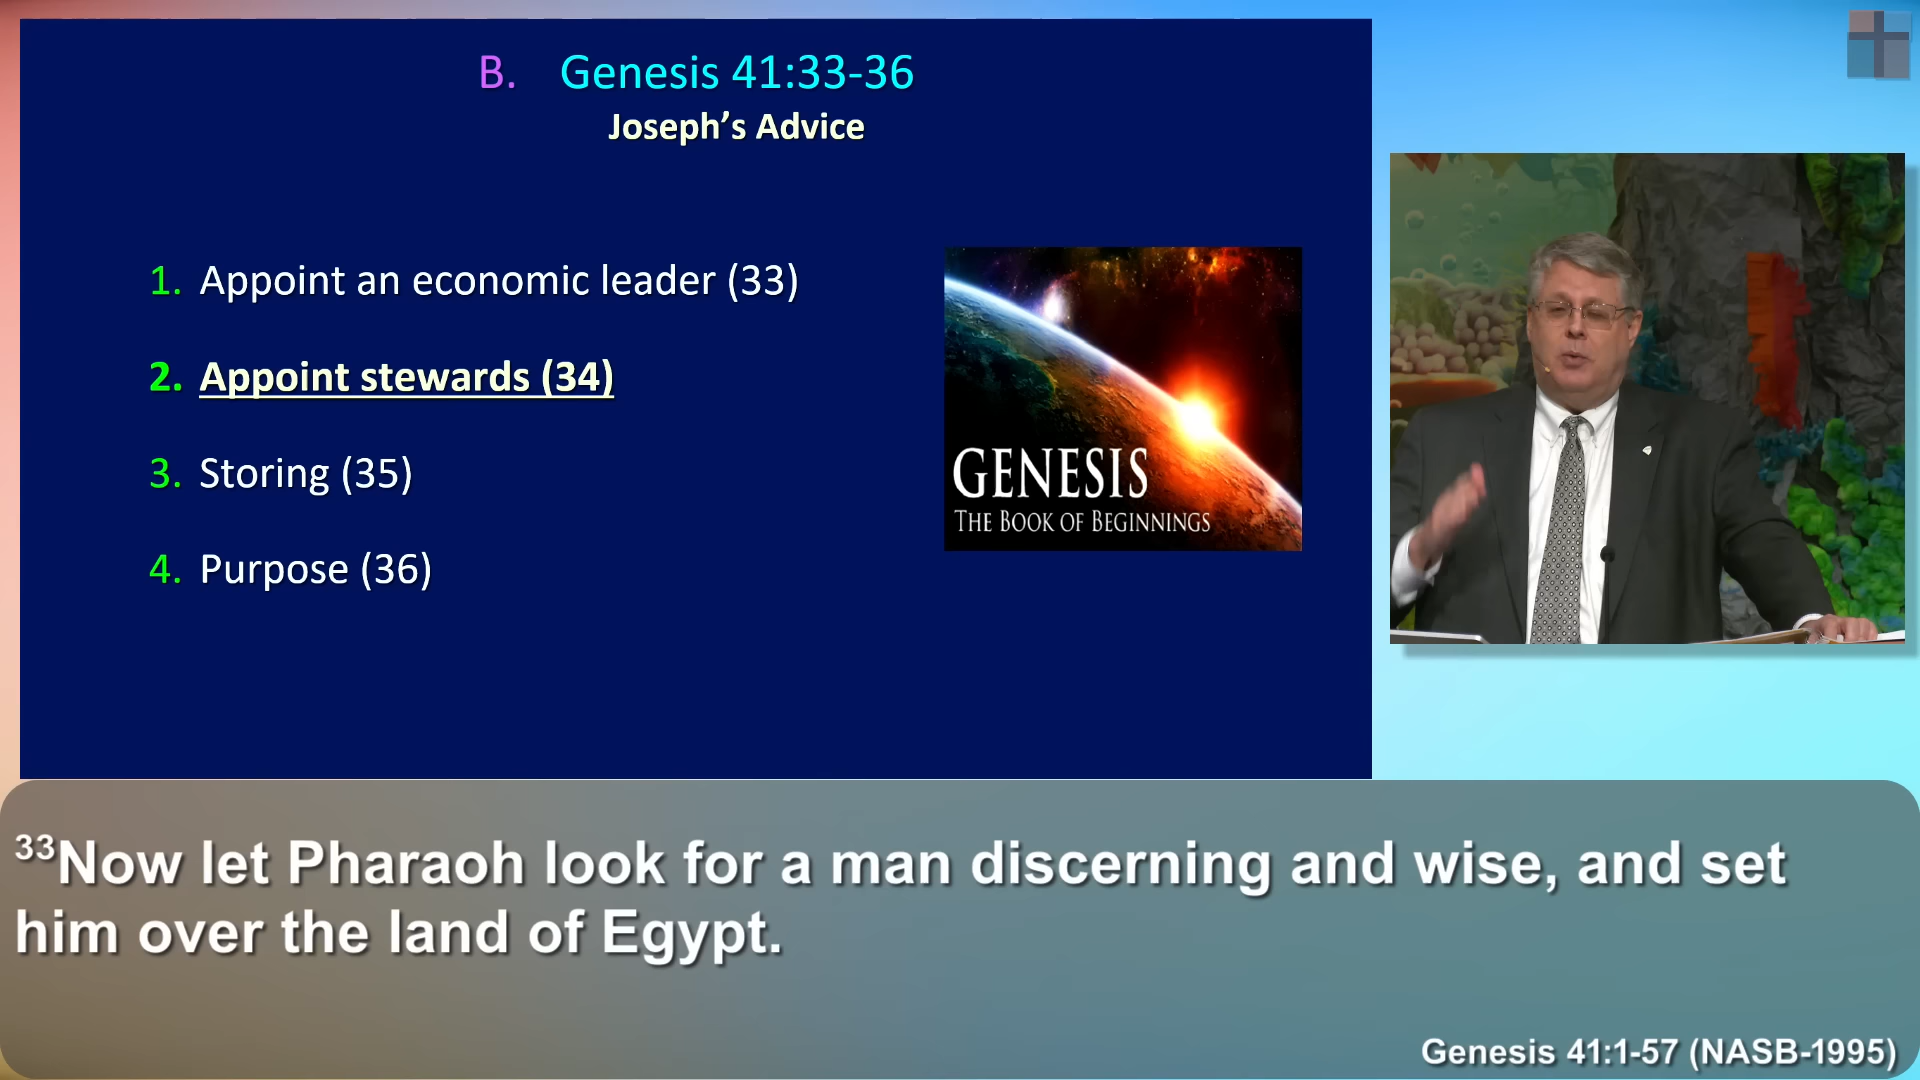 B. Genesis 41:33-36
Joseph’s Advice
1. Appoint an economic leader (33)
2. Appoint stewards (34)
3. Storing (35)
4. Purpose (36)
GENESIS
THE BOOK OF BEGINNINGS
33Now let Pharaoh look for a man discerning and wise, and set
him over the land of Egypt.
Genesis 41:1-57 (NASB-1995)